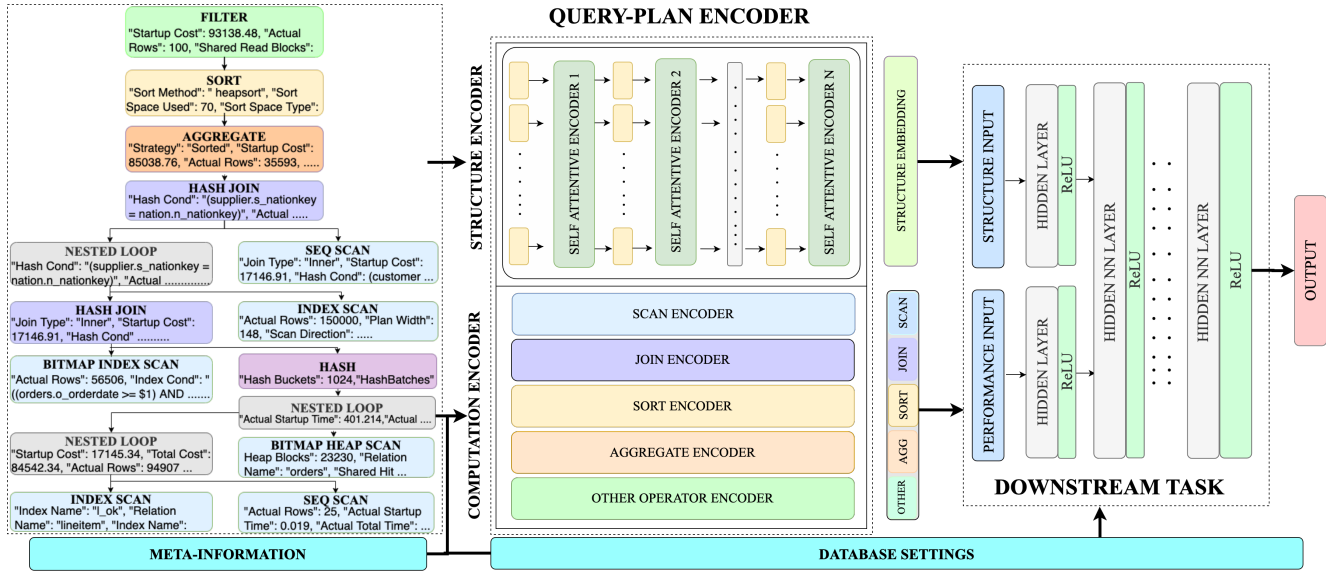 QUERY-PLAN ENCODER
FILTER
"Startup Cost": 93138.48, "Actual
Rows": 100, "Shared Read Blocks":
SORT
"Sort Method": " heapsort", "Sort
Space Used": 70, "Sort Space Type":
AGGREGATE
"Strategy": "Sorted", "Startup Cost":
85038.76, "Actual Rows": 35593, .....
HASH JOIN
"Hash Cond": "(supplier.s_nationkey
= nation.n_nationkey)", "Actual .....
NESTED LOOP
"Hash Cond": "(supplier.s_nationkey =
nation.n_nationkey)", "Actual ..............
SEQ SCAN
"Join Type": "Inner", "Startup Cost":
17146.91, "Hash Cond": (customer ...
HASH JOIN
"Join Type": "Inner", "Startup Cost":
17146.91, "Hash Cond" ..........
INDEX SCAN
"Actual Rows": 150000, "Plan Width":
148, "Scan Direction": .....
BITMAP INDEX SCAN
"Actual Rows": 56506, "Index Cond": "
((orders.o_orderdate >= $1) AND .......
HASH
"Hash Buckets": 1024,"HashBatches"
NESTED LOOP
"Actual Startup Time": 401.214,"Actual ....
NESTED LOOP
"Startup Cost": 17145.34, "Total Cost":
84542.34, "Actual Rows": 94907 ...
BITMAP HEAP SCAN
Heap Blocks": 23230, "Relation
Name": "orders", "Shared Hit ...
INDEX SCAN
"Index Name": "l_ok", "Relation
Name": "lineitem", "Index Name":
SEQ SCAN
"Actual Rows": 25, "Actual Startup
Time": 0.019, "Actual Total Time": ...
META-INFORMATION
STRUCTURE ENCODER
SELF ATTENTIVE ENCODER 1
SELF ATTENTIVE ENCODER 2
SELF ATTENTIVE ENCODER N
COMPUTATION ENCODER
SCAN ENCODER
JOIN ENCODER
SORT ENCODER
AGGREGATE ENCODER
OTHER OPERATOR ENCODER
STRUCTURE EMBEDDING
SCAN
JOIN
SORT
AGG
OTHER
STRUCTURE INPUT
HIDDEN LAYER
ReLU
PERFORMANCE INPUT
HIDDEN LAYER
ReLU
HIDDEN NN LAYER
ReLU
HIDDEN NN LAYER
ReLU
OUTPUT
DOWNSTREAM TASK
DATABASE SETTINGS